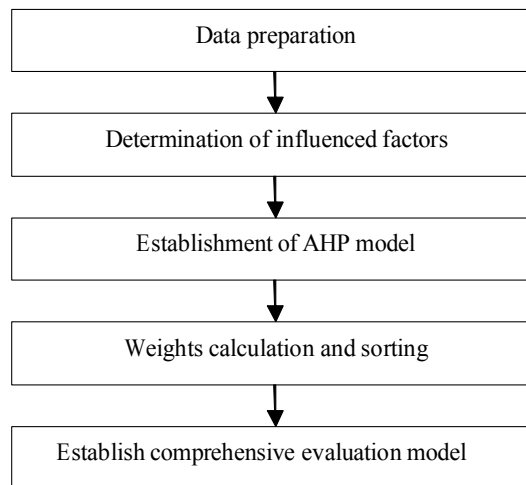 Data preparation
Determination of influenced factors
Establishment of AHP model
Weights calculation and sorting
Establish comprehensive evaluation model